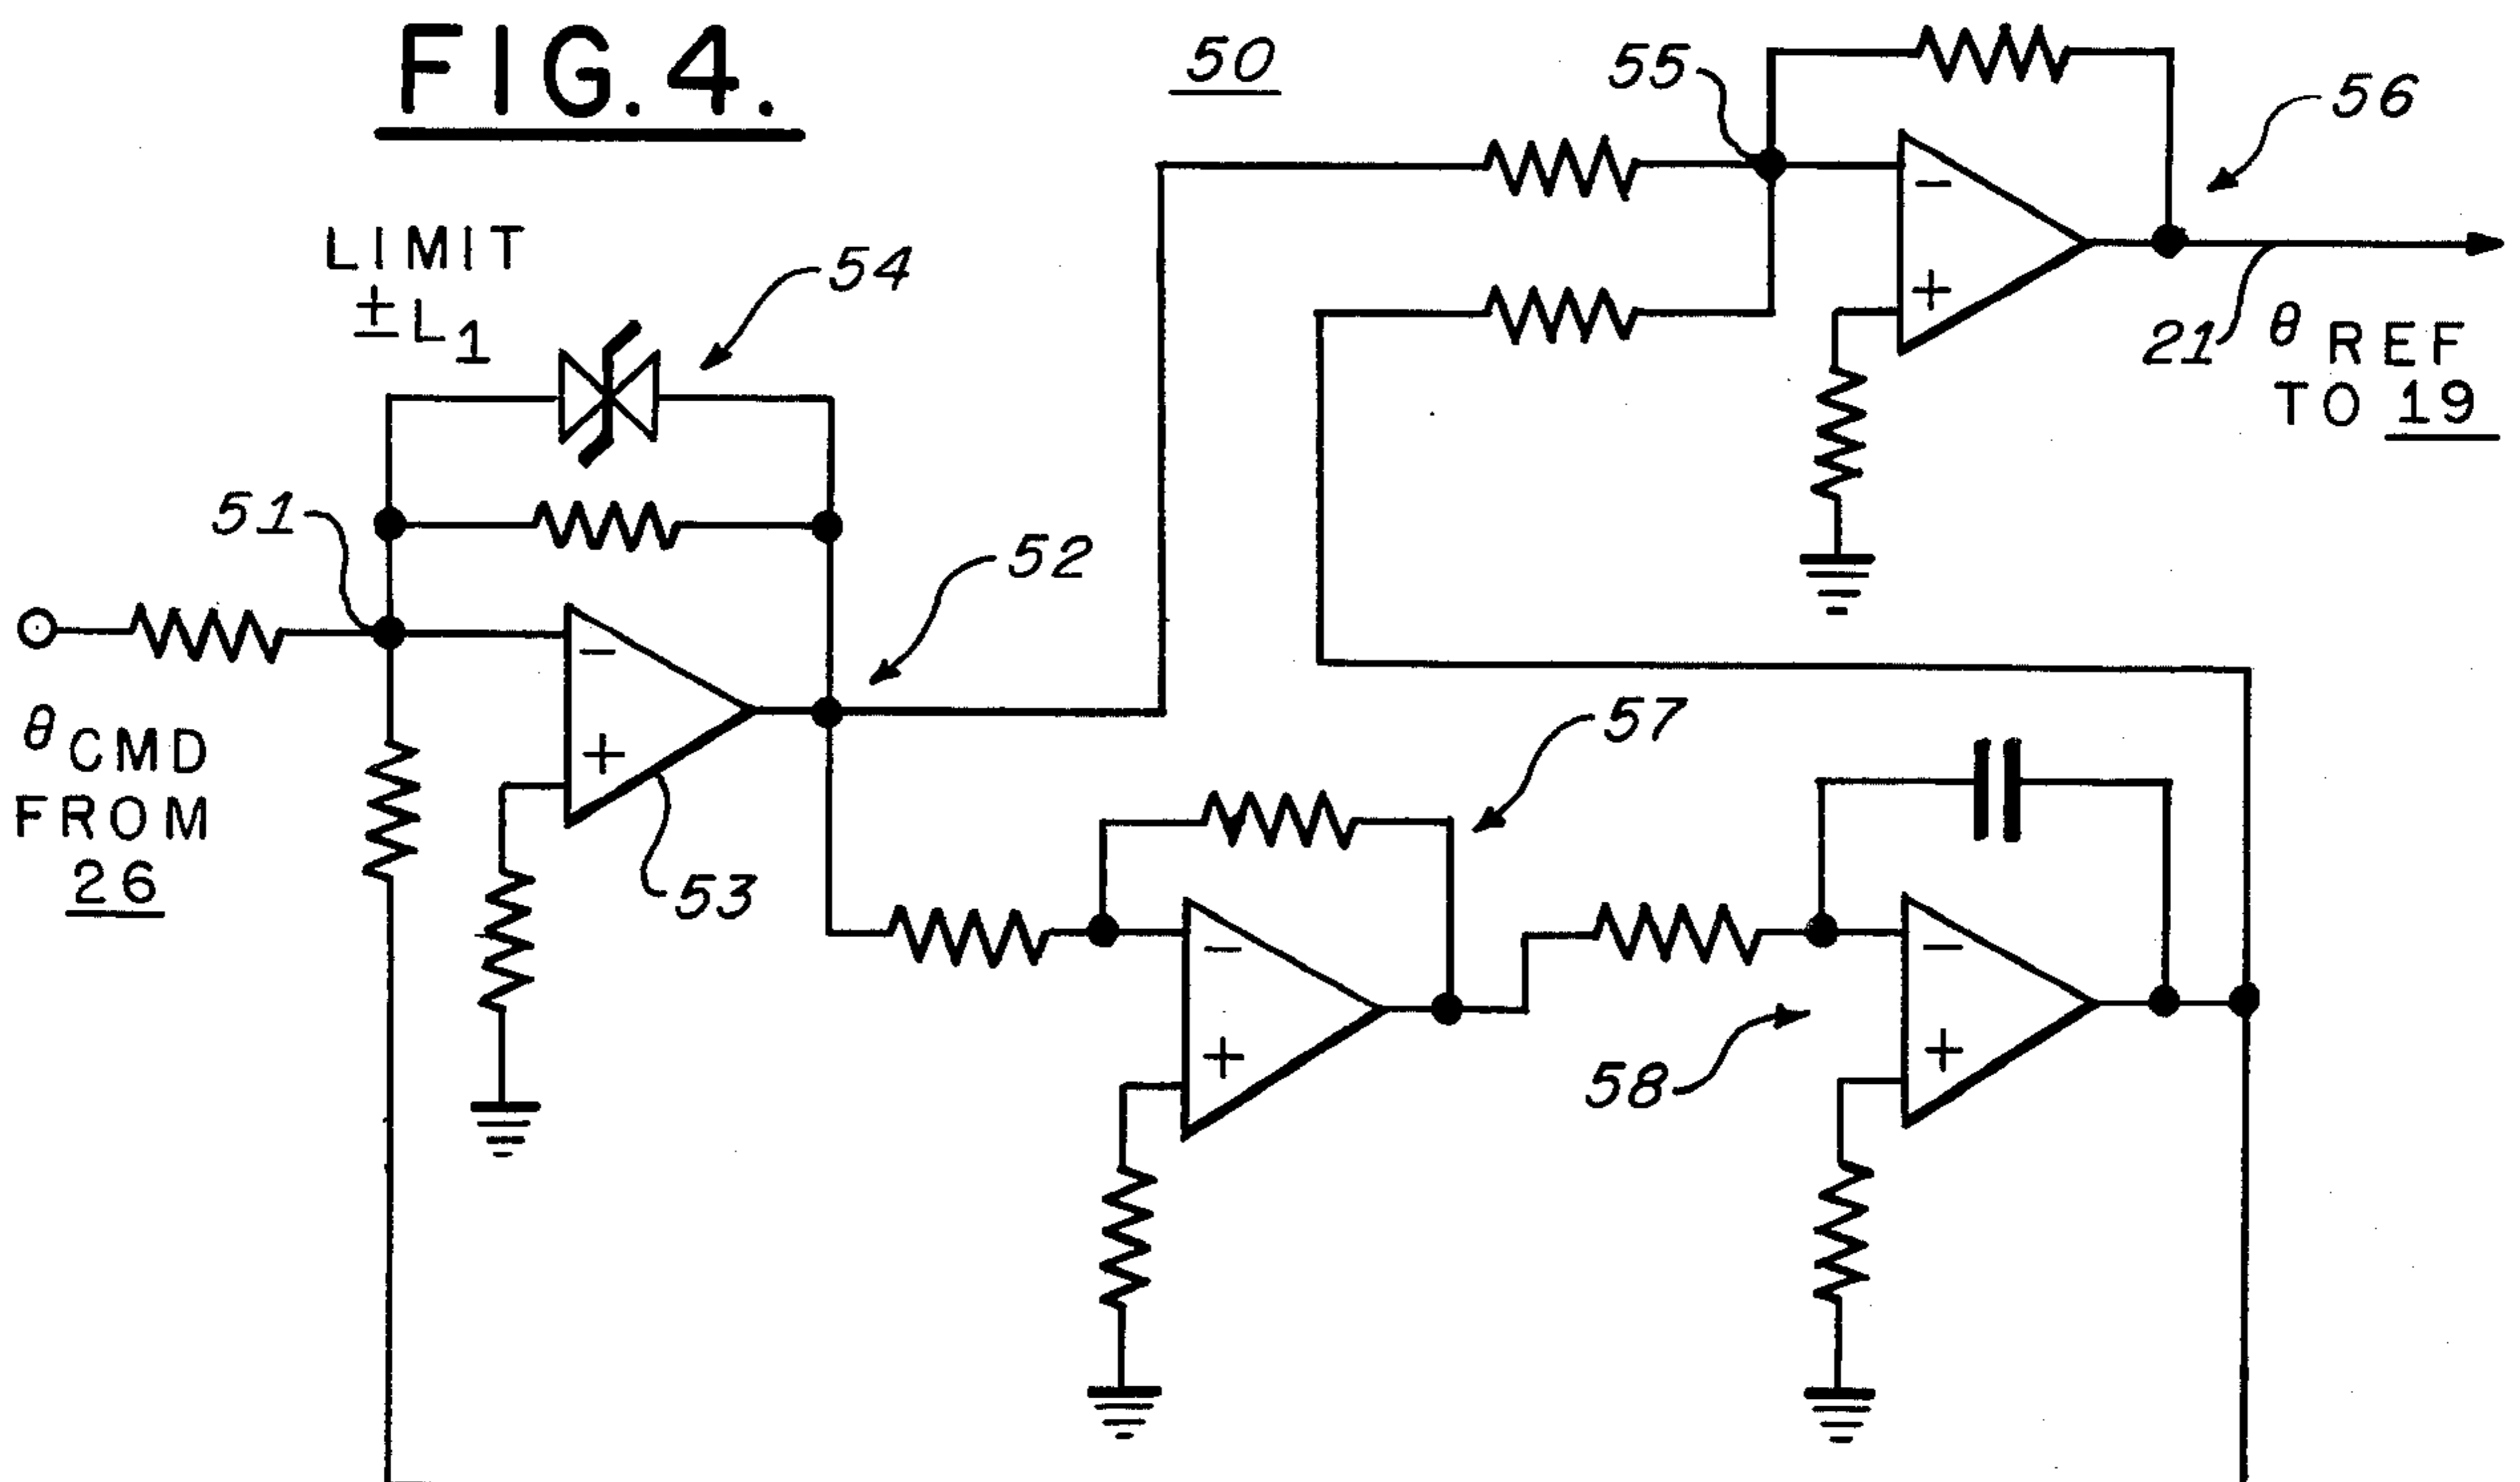 FIG. 4.
50
55
56
LIMIT
± L1
54
21
θ REF
TO 19
51
52
θ CMD
FROM
26
53
57
58
−
+
−
+
−
+
−
+